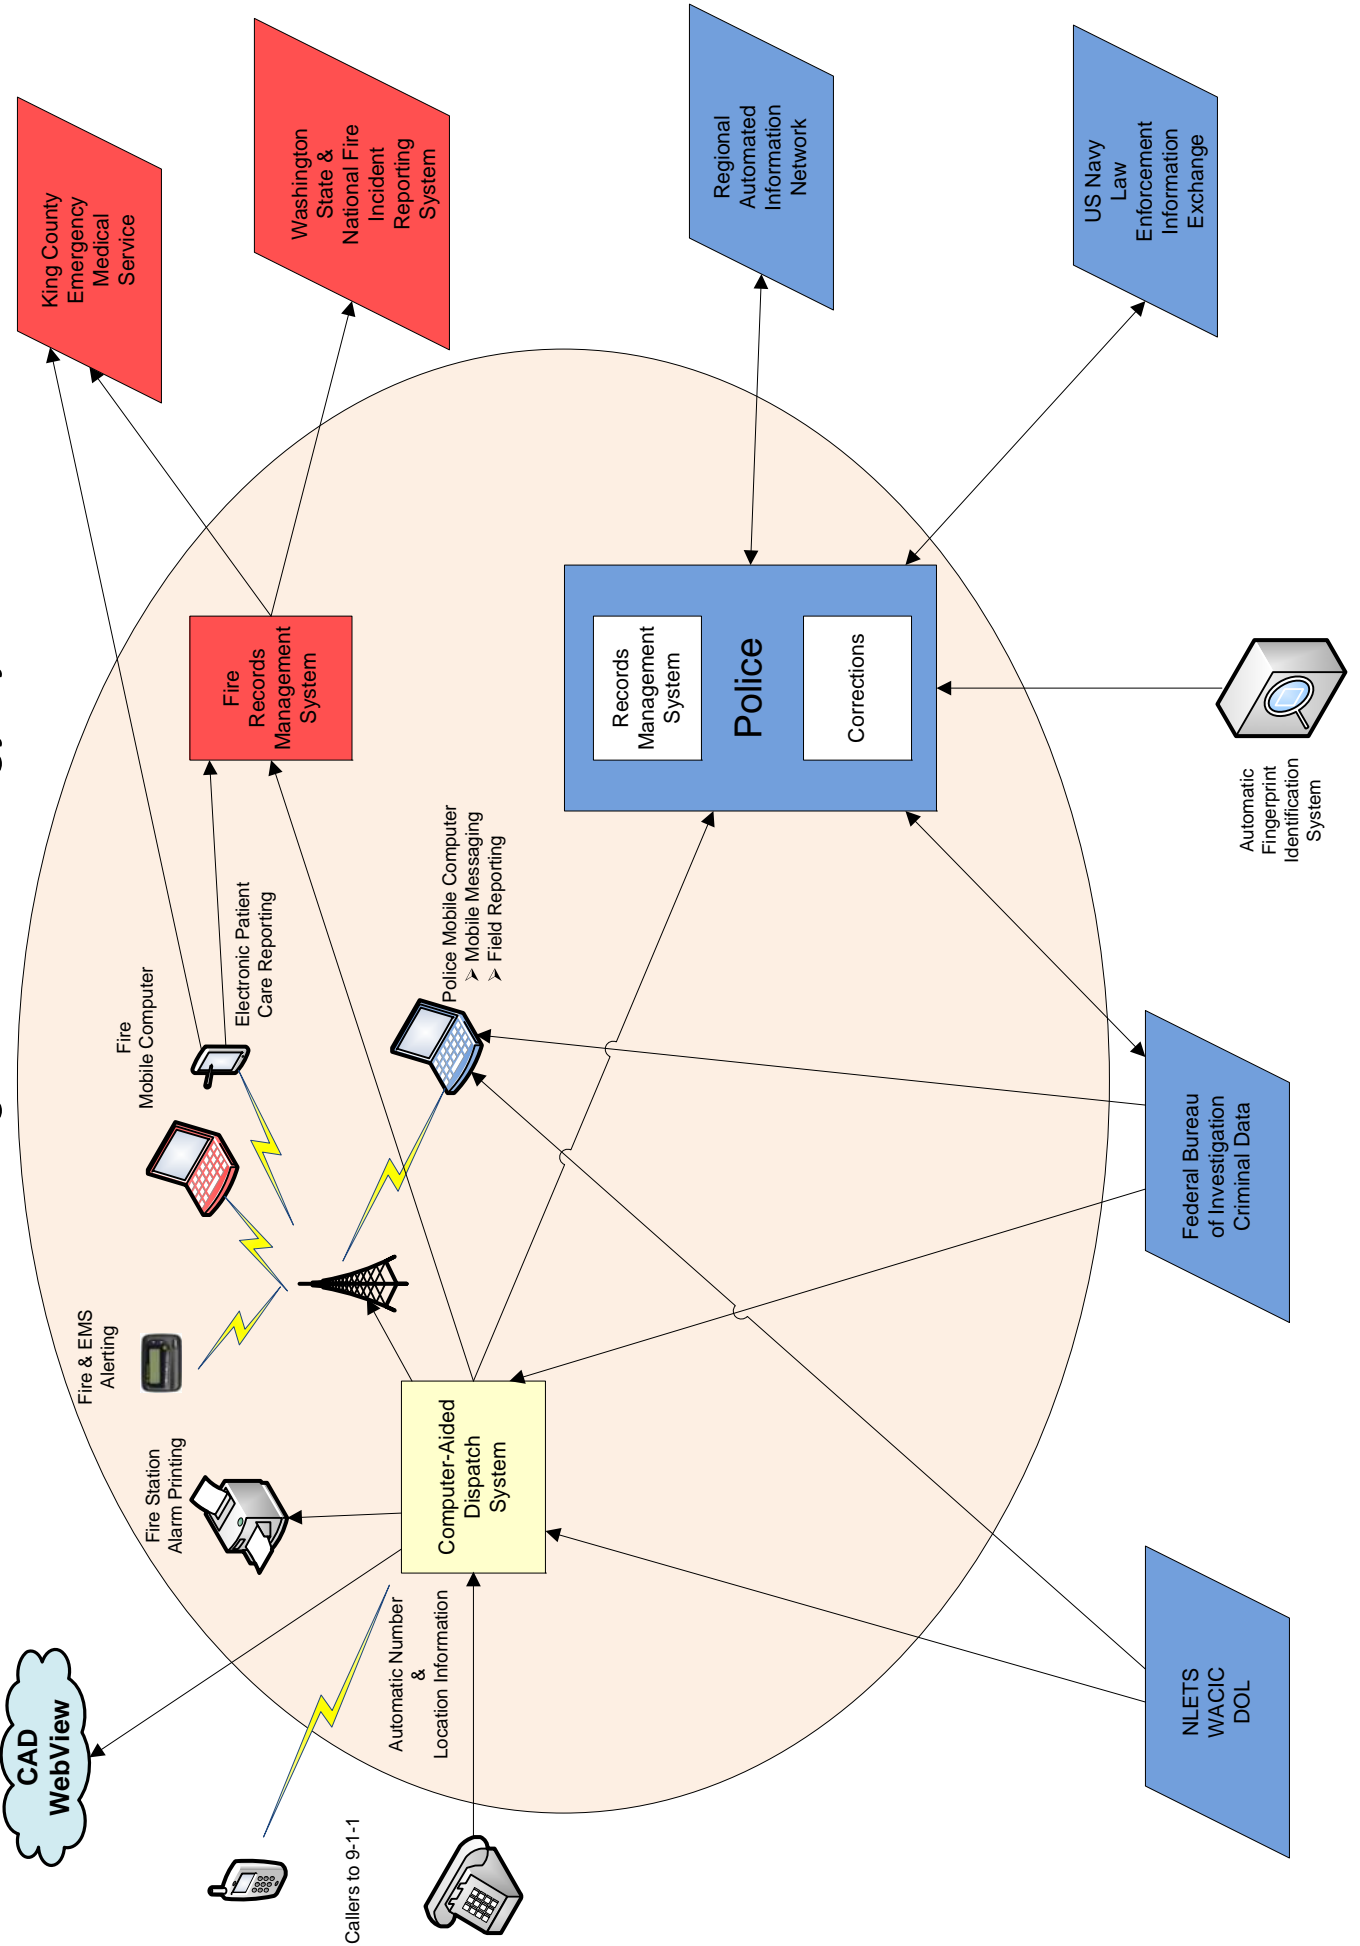 CAD
WebView
Callers to 9-1-1
Automatic Number
&
Location Information
Fire Station
Alarm Printing
Fire & EMS
Alerting
Fire
Mobile Computer
Electronic Patient
Care Reporting
Computer-Aided
Dispatch
System
Police Mobile Computer
➢ Mobile Messaging
➢ Field Reporting
Fire
Records
Management
System
King County
Emergency
Medical
Service
Washington
State &
National Fire
Incident
Reporting
System
Records
Management
System
Police
Corrections
Regional
Automated
Information
Network
US Navy
Law
Enforcement
Information
Exchange
NLETS
WACIC
DOL
Federal Bureau
of Investigation
Criminal Data
Automatic
Fingerprint
Identification
System